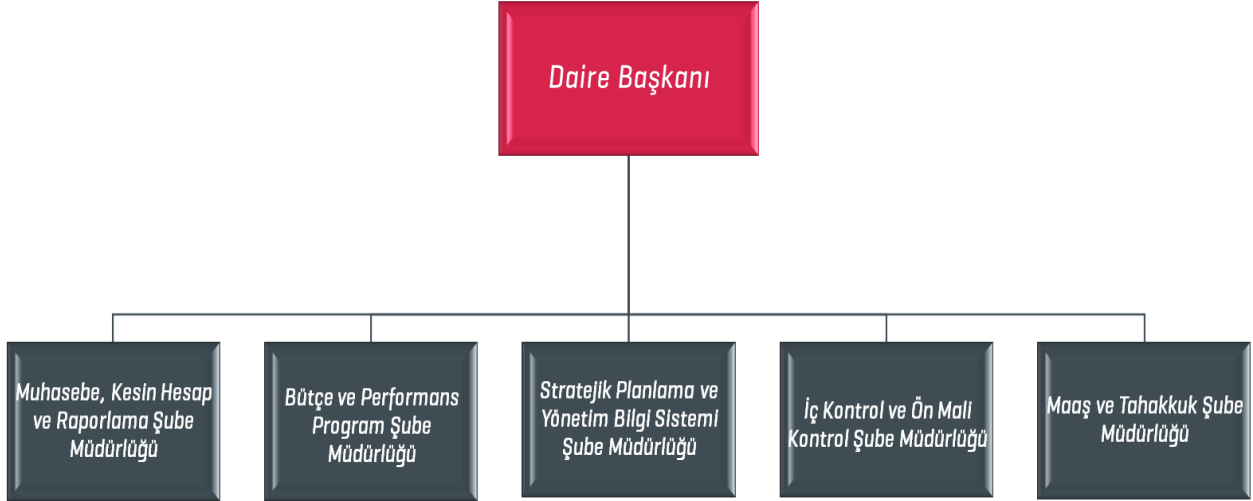 Daire Başkanı
Muhasebe, Kesin Hesap
ve Raporlama Şube
Müdürlüğü
Bütçe ve Performans
Program Şube
Müdürlüğü
Stratejik Planlama ve
Yönetim Bilgi Sistemi
Şube Müdürlüğü
İç Kontrol ve Ön Mali
Kontrol Şube Müdürlüğü
Maaş ve Tahakkuk Şube
Müdürlüğü